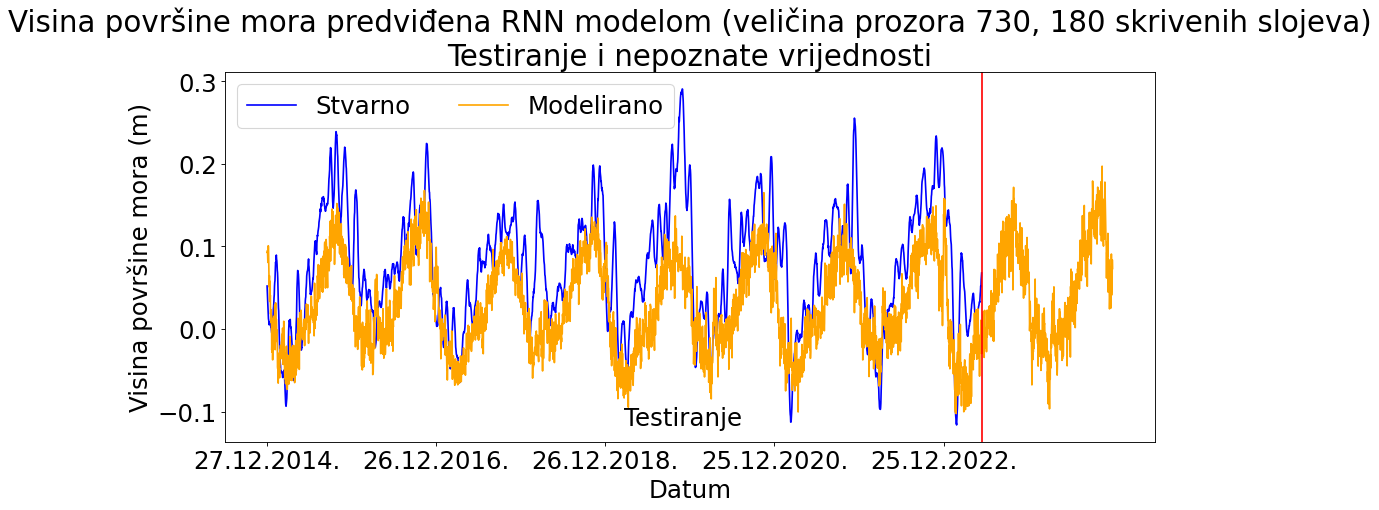 Visina površine mora predviđena RNN modelom (veličina prozora 730, 180 skrivenih slojeva)
Testiranje i nepoznate vrijednosti
Stvarno
Modelirano
Visina površine mora (m)
0.3
0.2
0.1
0.0
−0.1
Testiranje
27.12.2014.
26.12.2016.
26.12.2018.
25.12.2020.
25.12.2022.
Datum